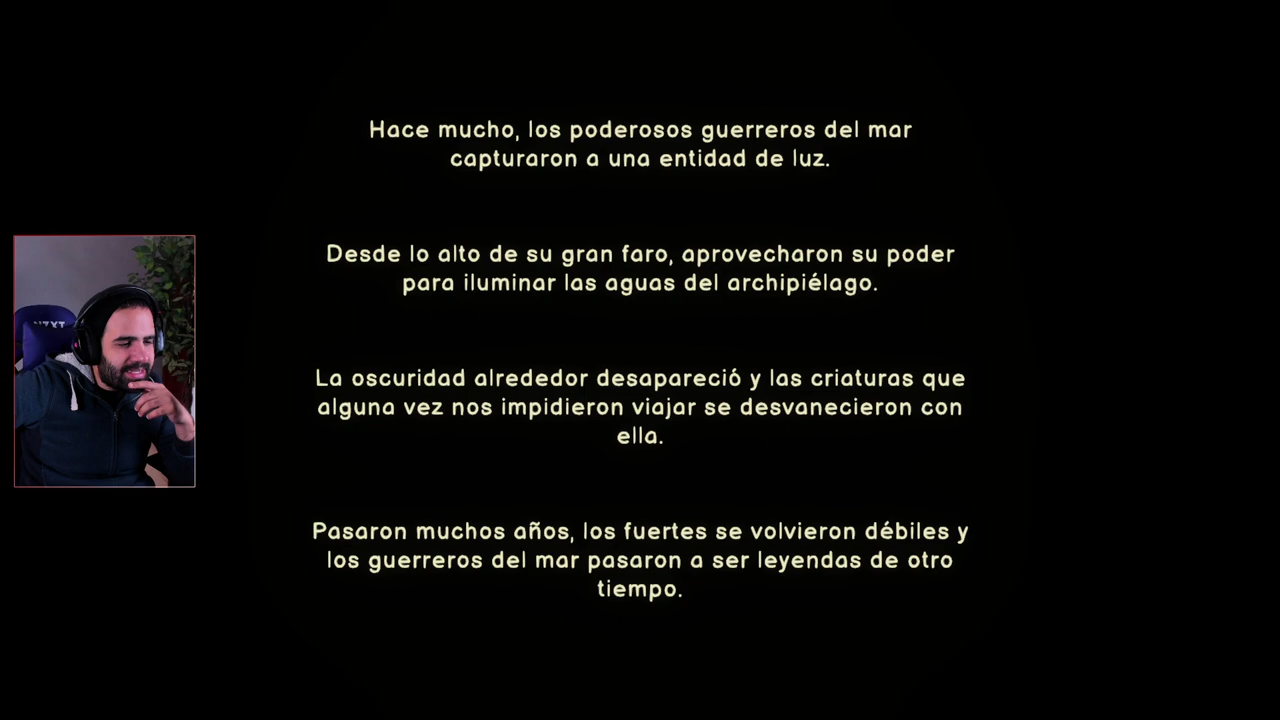 Hace mucho, los poderosos guerreros del mar
capturaron a una entidad de luz.
Desde lo alto de su gran faro, aprovecharon su poder
para iluminar las aguas del archipiélago.
La oscuridad alrededor desapareció y las criaturas que
alguna vez nos impidieron viajar se desvanecieron con
ella.
Pasaron muchos años, los fuertes se volvieron débiles y
los guerreros del mar pasaron a ser leyendas de otro
tiempo.
NZXT